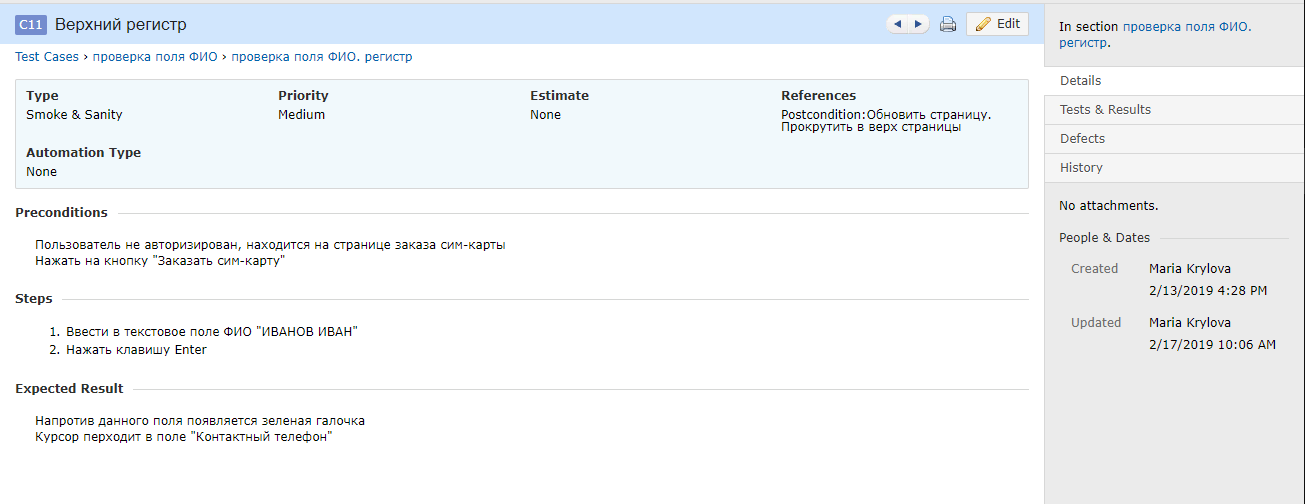 C11 Верхний регистр
Edit
Test Cases › проверка поля ФИО › проверка поля ФИО. регистр
Type
Smoke & Sanity
Priority
Medium
Estimate
None
References
Postcondition:Обновить страницу.
Прокрутить в верх страницы
Automation Type
None
Preconditions
Пользователь не авторизирован, находится на странице заказа сим-карты
Нажать на кнопку "Заказать сим-карту"
Steps
1. Ввести в текстовое поле ФИО "ИВАНОВ ИВАН"
2. Нажать клавишу Enter
Expected Result
Напротив данного поля появляется зеленая галочка
Курсор перходит в поле "Контактный телефон"
In section проверка поля ФИО.
регистр.
Details
Tests & Results
Defects
History
No attachments.
People & Dates
Created Maria Krylova
2/13/2019 4:28 PM
Updated Maria Krylova
2/17/2019 10:06 AM